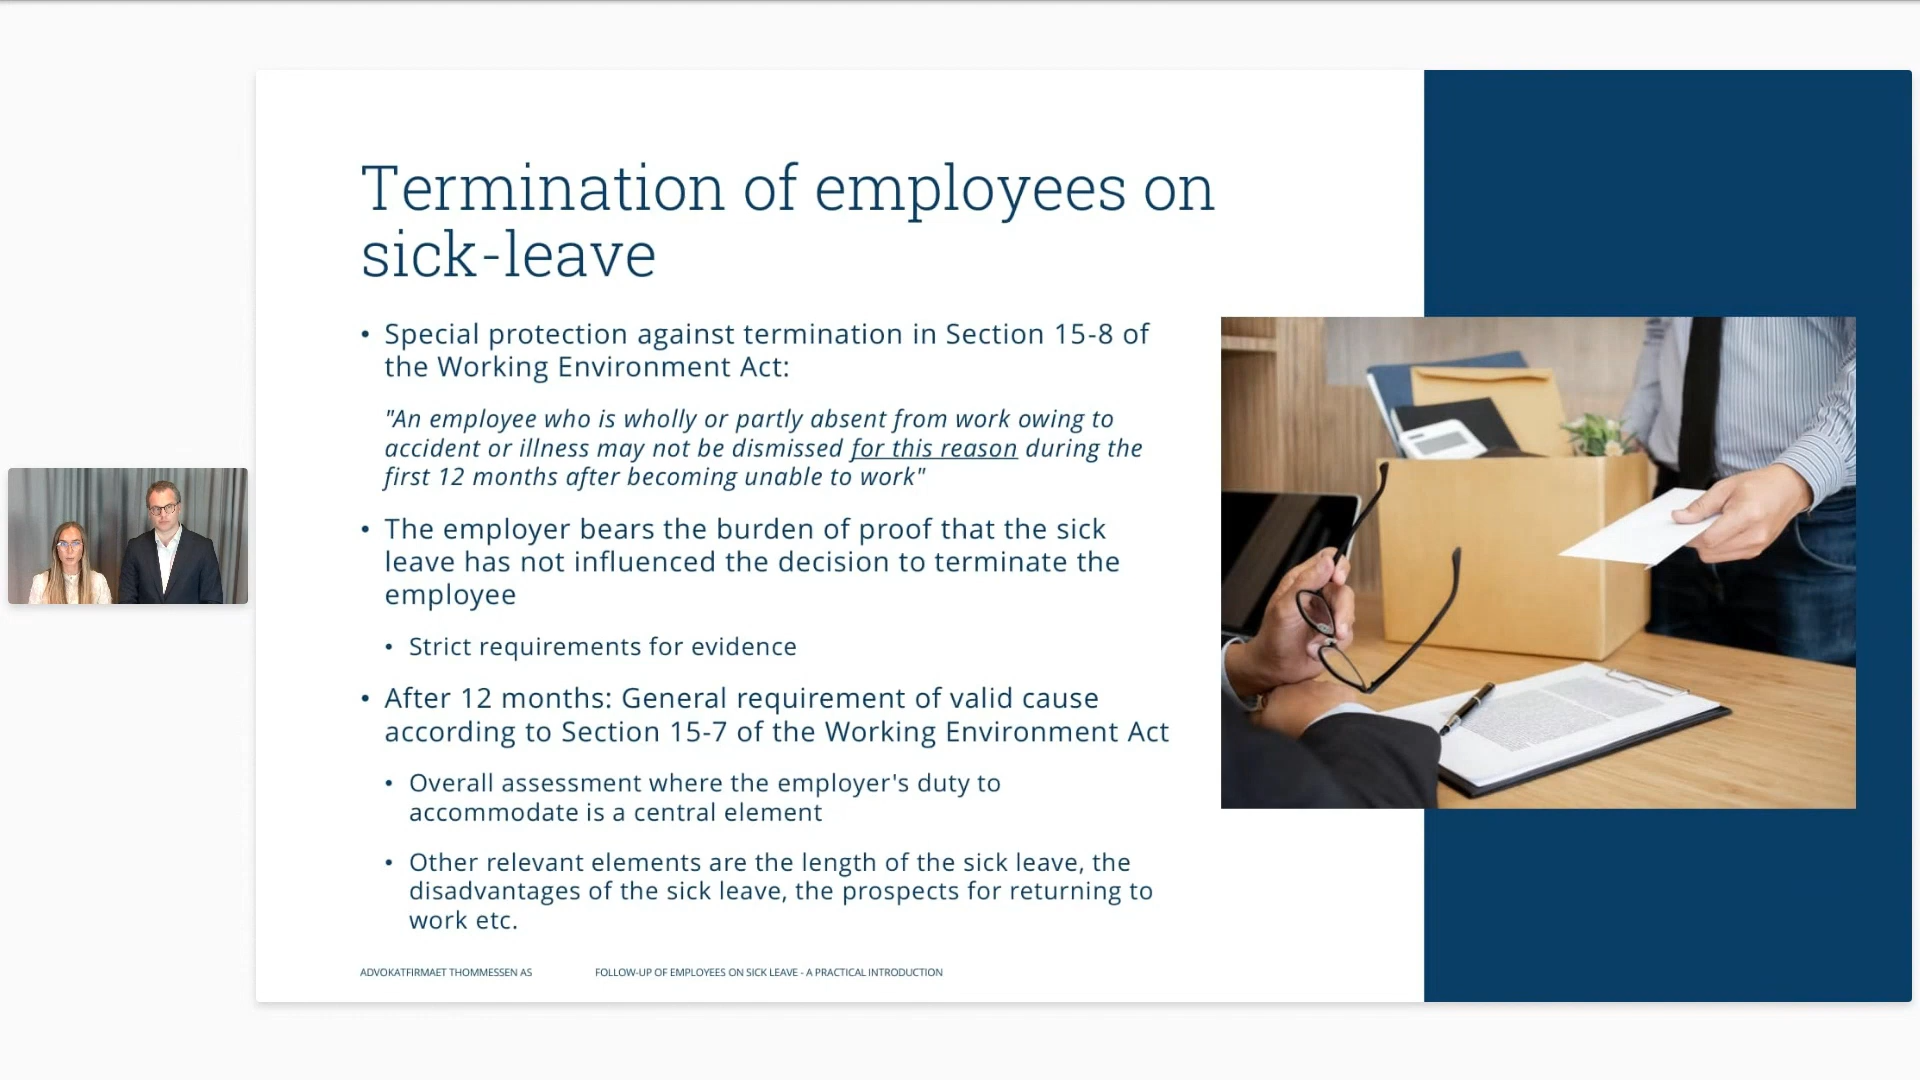 Termination of employees on
sick-leave
• Special protection against termination in Section 15-8 of
the Working Environment Act:
"An employee who is wholly or partly absent from work owing to
accident or illness may not be dismissed for this reason during the
first 12 months after becoming unable to work"
• The employer bears the burden of proof that the sick
leave has not influenced the decision to terminate the
employee
• Strict requirements for evidence
• After 12 months: General requirement of valid cause
according to Section 15-7 of the Working Environment Act
• Overall assessment where the employer's duty to
accommodate is a central element
• Other relevant elements are the length of the sick leave, the
disadvantages of the sick leave, the prospects for returning to
work etc.
ADVOKATFIRMAET THOMMESSEN AS
FOLLOW-UP OF EMPLOYEES ON SICK LEAVE - A PRACTICAL INTRODUCTION